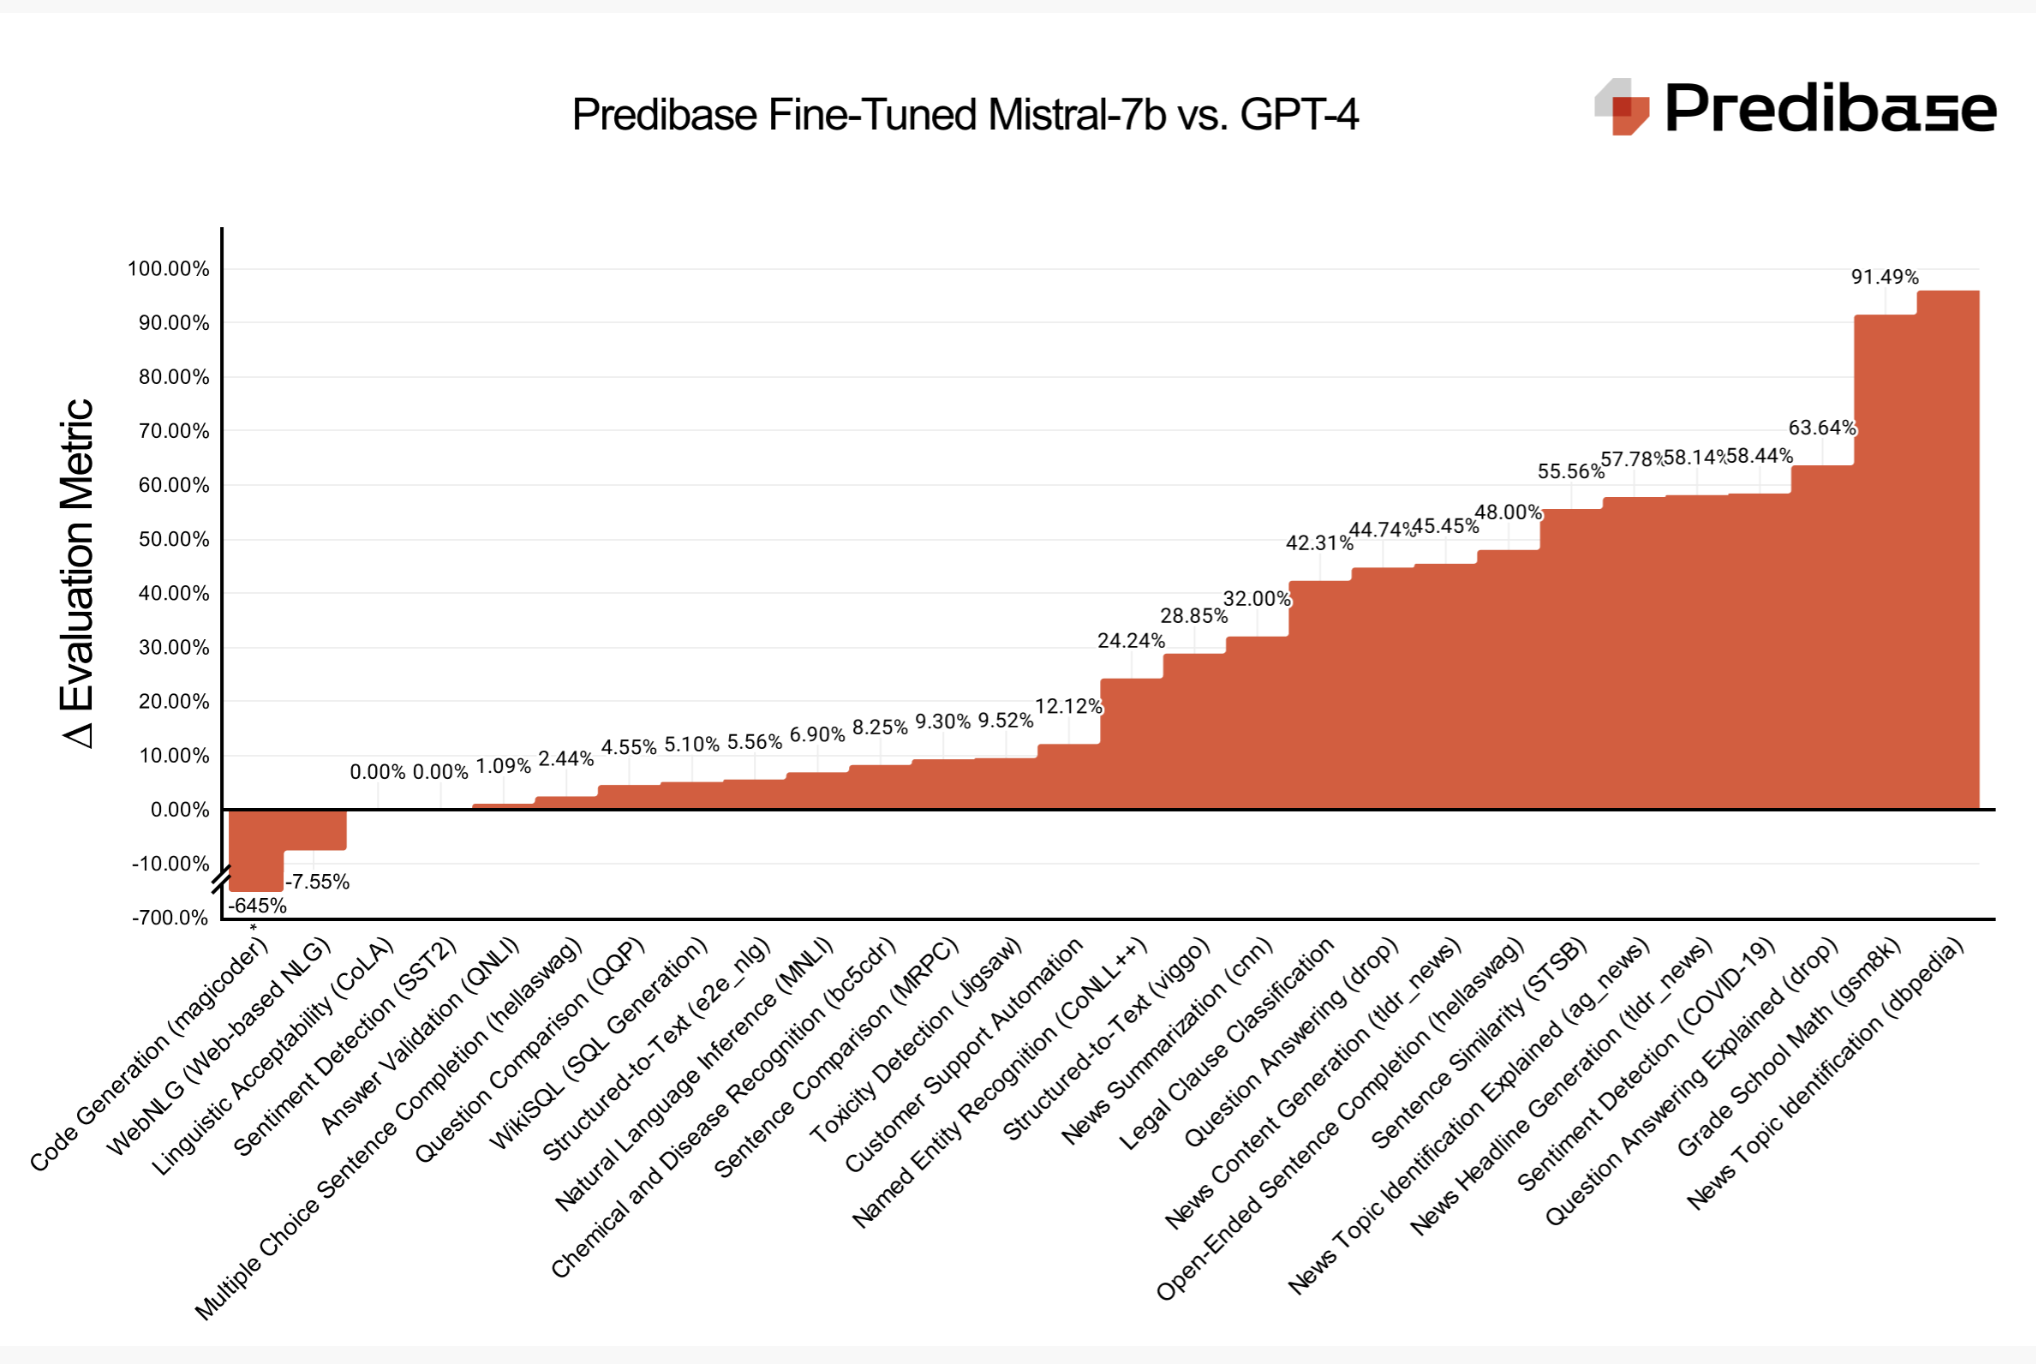 Predibase Fine-Tuned Mistral-7b vs. GPT-4
Predibase
Δ Evaluation Metric
100.00%
90.00%
80.00%
70.00%
60.00%
50.00%
40.00%
30.00%
20.00%
10.00%
0.00%
-10.00%
-700.0%
-645%
-7.55%
0.00%
0.00%
1.09%
2.44%
4.55%
5.10%
5.56%
6.90%
8.25%
9.30%
9.52%
12.12%
24.24%
28.85%
32.00%
42.31%
44.74%
45.45%
48.00%
55.56%
57.78%
58.14%
58.44%
63.64%
91.49%
Code Generation (magicoder)*
WebNLG (Web-based NLG)
Linguistic Acceptability (CoLA)
Sentiment Detection (SST2)
Answer Validation (QNLI)
Multiple Choice Sentence Completion (hellaswag)
Question Comparison (QQP)
WikiSQL (SQL Generation)
Structured-to-Text (e2e_nlg)
Natural Language Inference (MNLI)
Chemical and Disease Recognition (bc5cdr)
Sentence Comparison (MRPC)
Toxicity Detection (Jigsaw)
Customer Support Automation
Named Entity Recognition (CoNLL++)
Structured-to-Text (viggo)
News Summarization (cnn)
Legal Clause Classification
Question Answering (drop)
News Content Generation (tldr_news)
Open-Ended Sentence Completion (hellaswag)
Sentence Similarity (STSB)
News Topic Identification Explained (ag_news)
News Headline Generation (tldr_news)
Sentiment Detection (COVID-19)
Question Answering Explained (drop)
Grade School Math (gsm8k)
News Topic Identification (dbpedia)